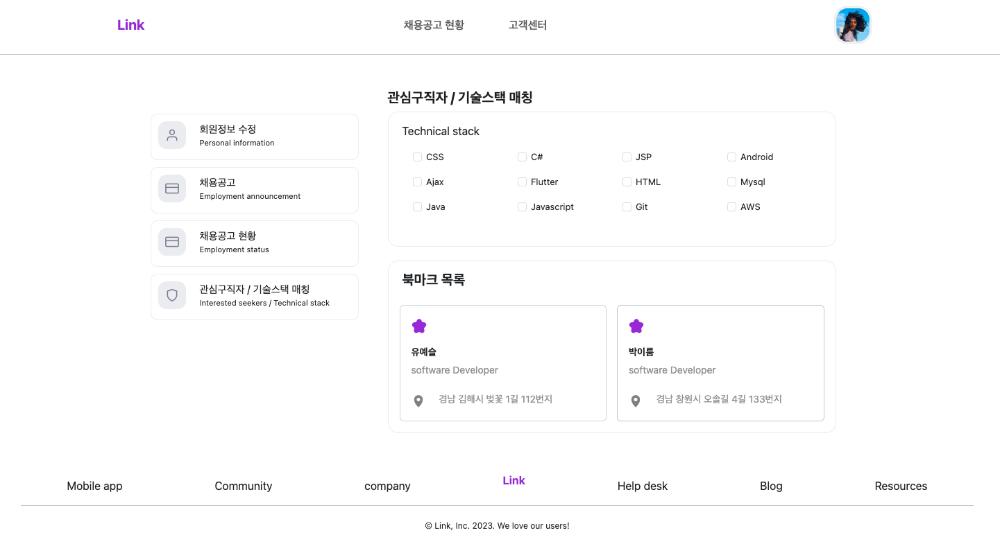 Link
채용공고 현황
고객센터
회원정보 수정
Personal information
채용공고
Employment announcement
채용공고 현황
Employment status
관심구직자 / 기술스택 매칭
Interested seekers / Technical stack
관심구직자 / 기술스택 매칭
Technical stack
CSS
C#
JSP
Android
Ajax
Flutter
HTML
Mysql
Java
Javascript
Git
AWS
북마크 목록
유예슬
software Developer
경남 김해시 벚꽃 1길 112번지
박이룸
software Developer
경남 창원시 오솔길 4길 133번지
Mobile app
Community
company
Link
Help desk
Blog
Resources
© Link, Inc. 2023. We love our users!